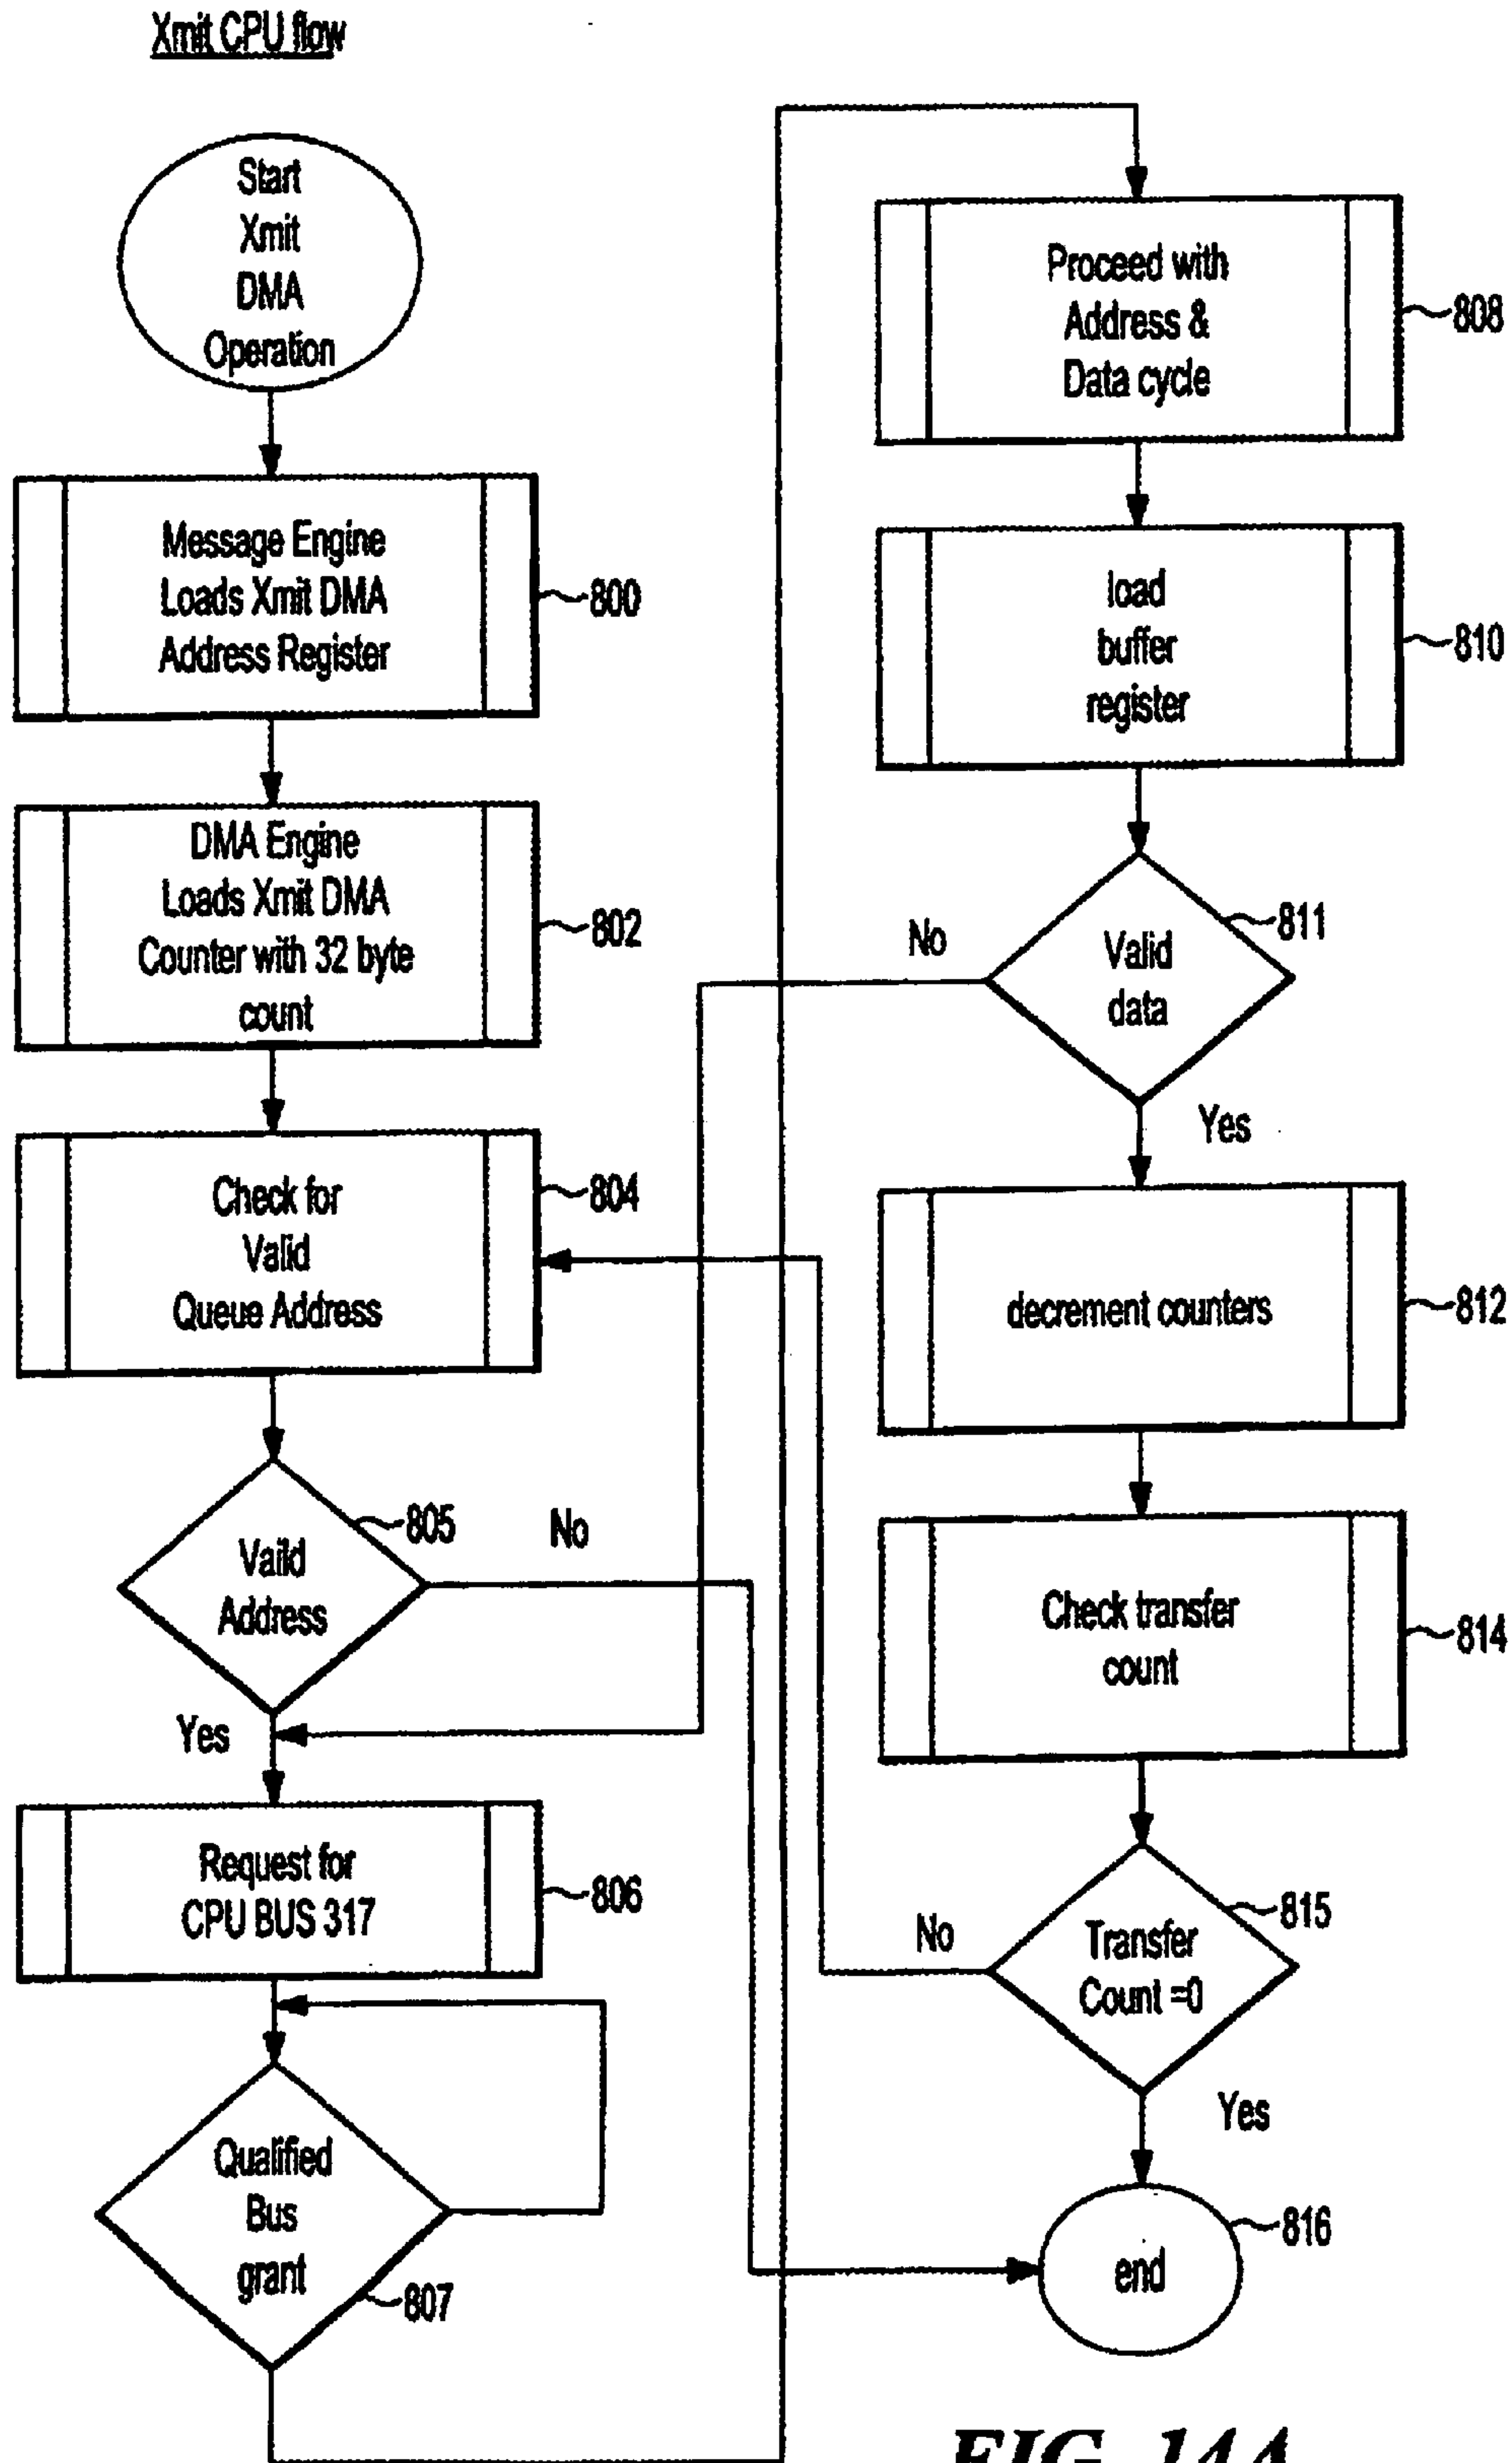 Xmit CPU flow
Start
Xmit
DMA
Operation
Message Engine
Loads Xmit DMA
Address Register
800
DMA Engine
Loads Xmit DMA
Counter with 32 byte
count
802
Check for
Valid
Queue Address
804
Vaild
Address
805
No
Yes
Request for
CPU BUS 317
806
Qualified
Bus
grant
807
Proceed with
Address &
Data cycle
808
load
buffer
register
810
Valid
data
811
No
Yes
decrement counters
812
Check transfer
count
814
Transfer
Count =0
815
No
Yes
end
816
FIG. 14A